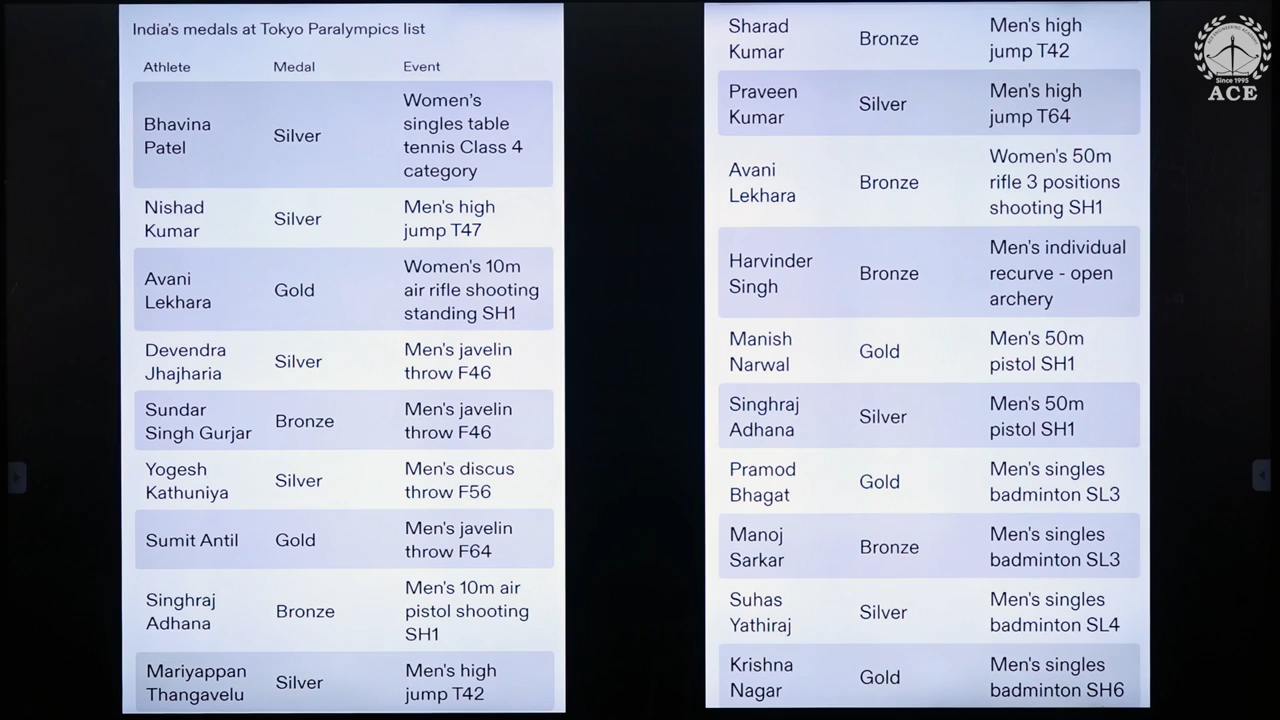 India's medals at Tokyo Paralympics list
Athlete Medal Event
Bhavina Patel Silver Women's singles table tennis Class 4 category
Nishad Kumar Silver Men's high jump T47
Avani Lekhara Gold Women's 10m air rifle shooting standing SH1
Devendra Jhajharia Silver Men's javelin throw F46
Sundar Singh Gurjar Bronze Men's javelin throw F46
Yogesh Kathuniya Silver Men's discus throw F56
Sumit Antil Gold Men's javelin throw F64
Singhraj Adhana Bronze Men's 10m air pistol shooting SH1
Mariyappan Thangavelu Silver Men's high jump T42
Sharad Kumar Bronze Men's high jump T42
Praveen Kumar Silver Men's high jump T64
Avani Lekhara Bronze Women's 50m rifle 3 positions shooting SH1
Harvinder Singh Bronze Men's individual recurve - open archery
Manish Narwal Gold Men's 50m pistol SH1
Singhraj Adhana Silver Men's 50m pistol SH1
Pramod Bhagat Gold Men's singles badminton SL3
Manoj Sarkar Bronze Men's singles badminton SL3
Suhas Yathiraj Silver Men's singles badminton SL4
Krishna Nagar Gold Men's singles badminton SH6
Since 1995
ACE